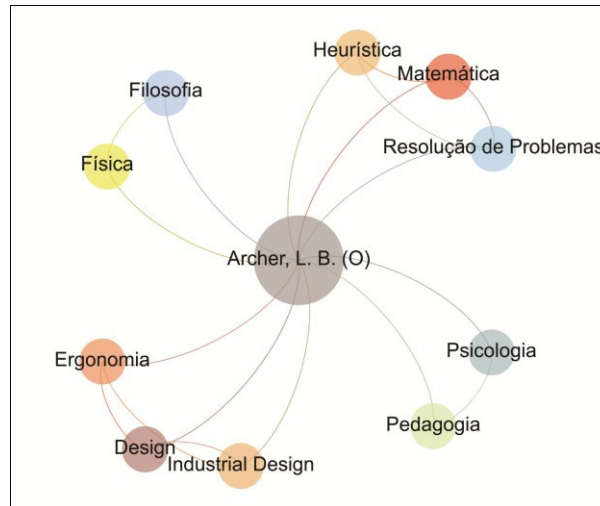 Heurística
Matemática
Filosofia
Resolução de Problemas
Física
Archer, L. B. (O)
Psicologia
Ergonomia
Pedagogia
Design
Industrial Design